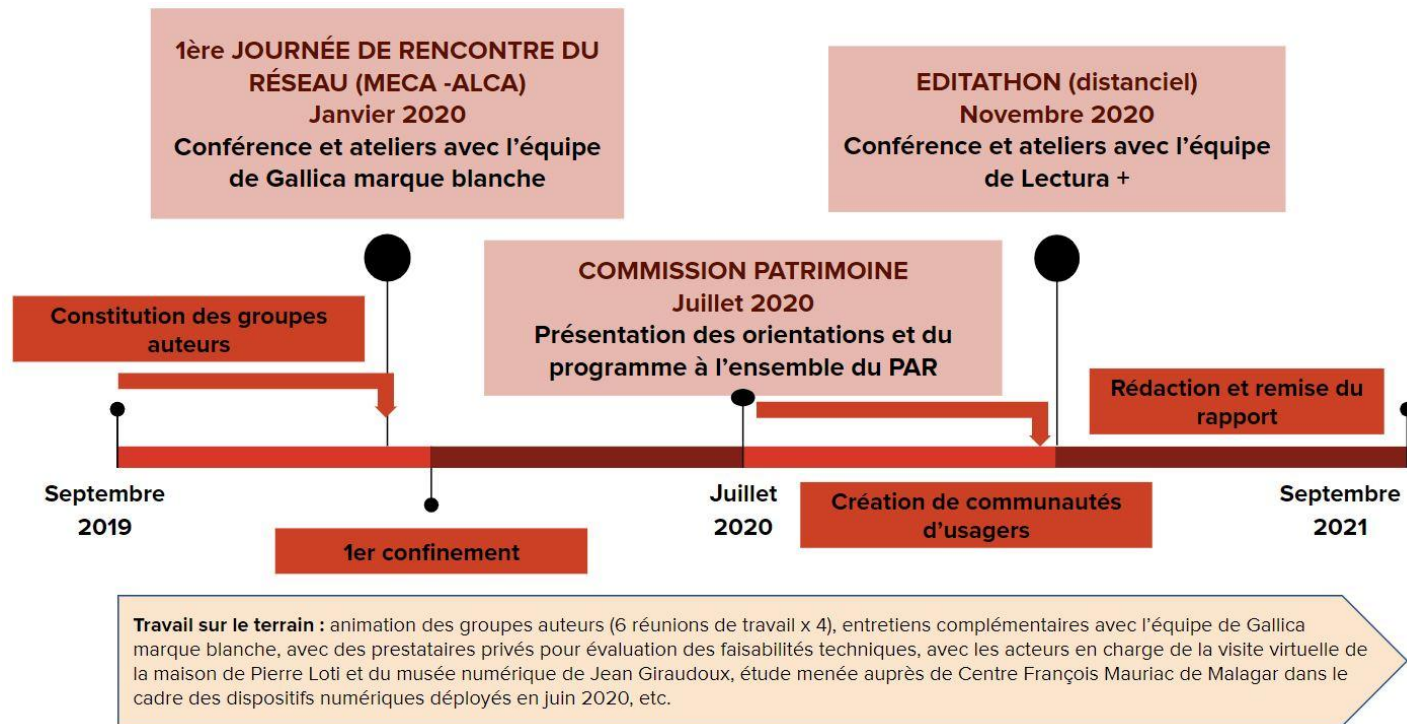 1ère JOURNÉE DE RENCONTRE DU
RÉSEAU (MECA -ALCA)
Janvier 2020
Conférence et ateliers avec l'équipe
de Gallica marque blanche
EDITATHON (distanciel)
Novembre 2020
Conférence et ateliers avec l'équipe
de Lectura +
COMMISSION PATRIMOINE
Juillet 2020
Présentation des orientations et du
programme à l'ensemble du PAR
Constitution des groupes
auteurs
Rédaction et remise du
rapport
Septembre
2019
Juillet
2020
Septembre
2021
1er confinement
Création de communautés
d'usagers
Travail sur le terrain : animation des groupes auteurs (6 réunions de travail x 4), entretiens complémentaires avec l'équipe de Gallica
marque blanche, avec des prestataires privés pour évaluation des faisabilités techniques, avec les acteurs en charge de la visite virtuelle de
la maison de Pierre Loti et du musée numérique de Jean Giraudoux, étude menée auprès de Centre François Mauriac de Malagar dans le
cadre des dispositifs numériques déployés en juin 2020, etc.